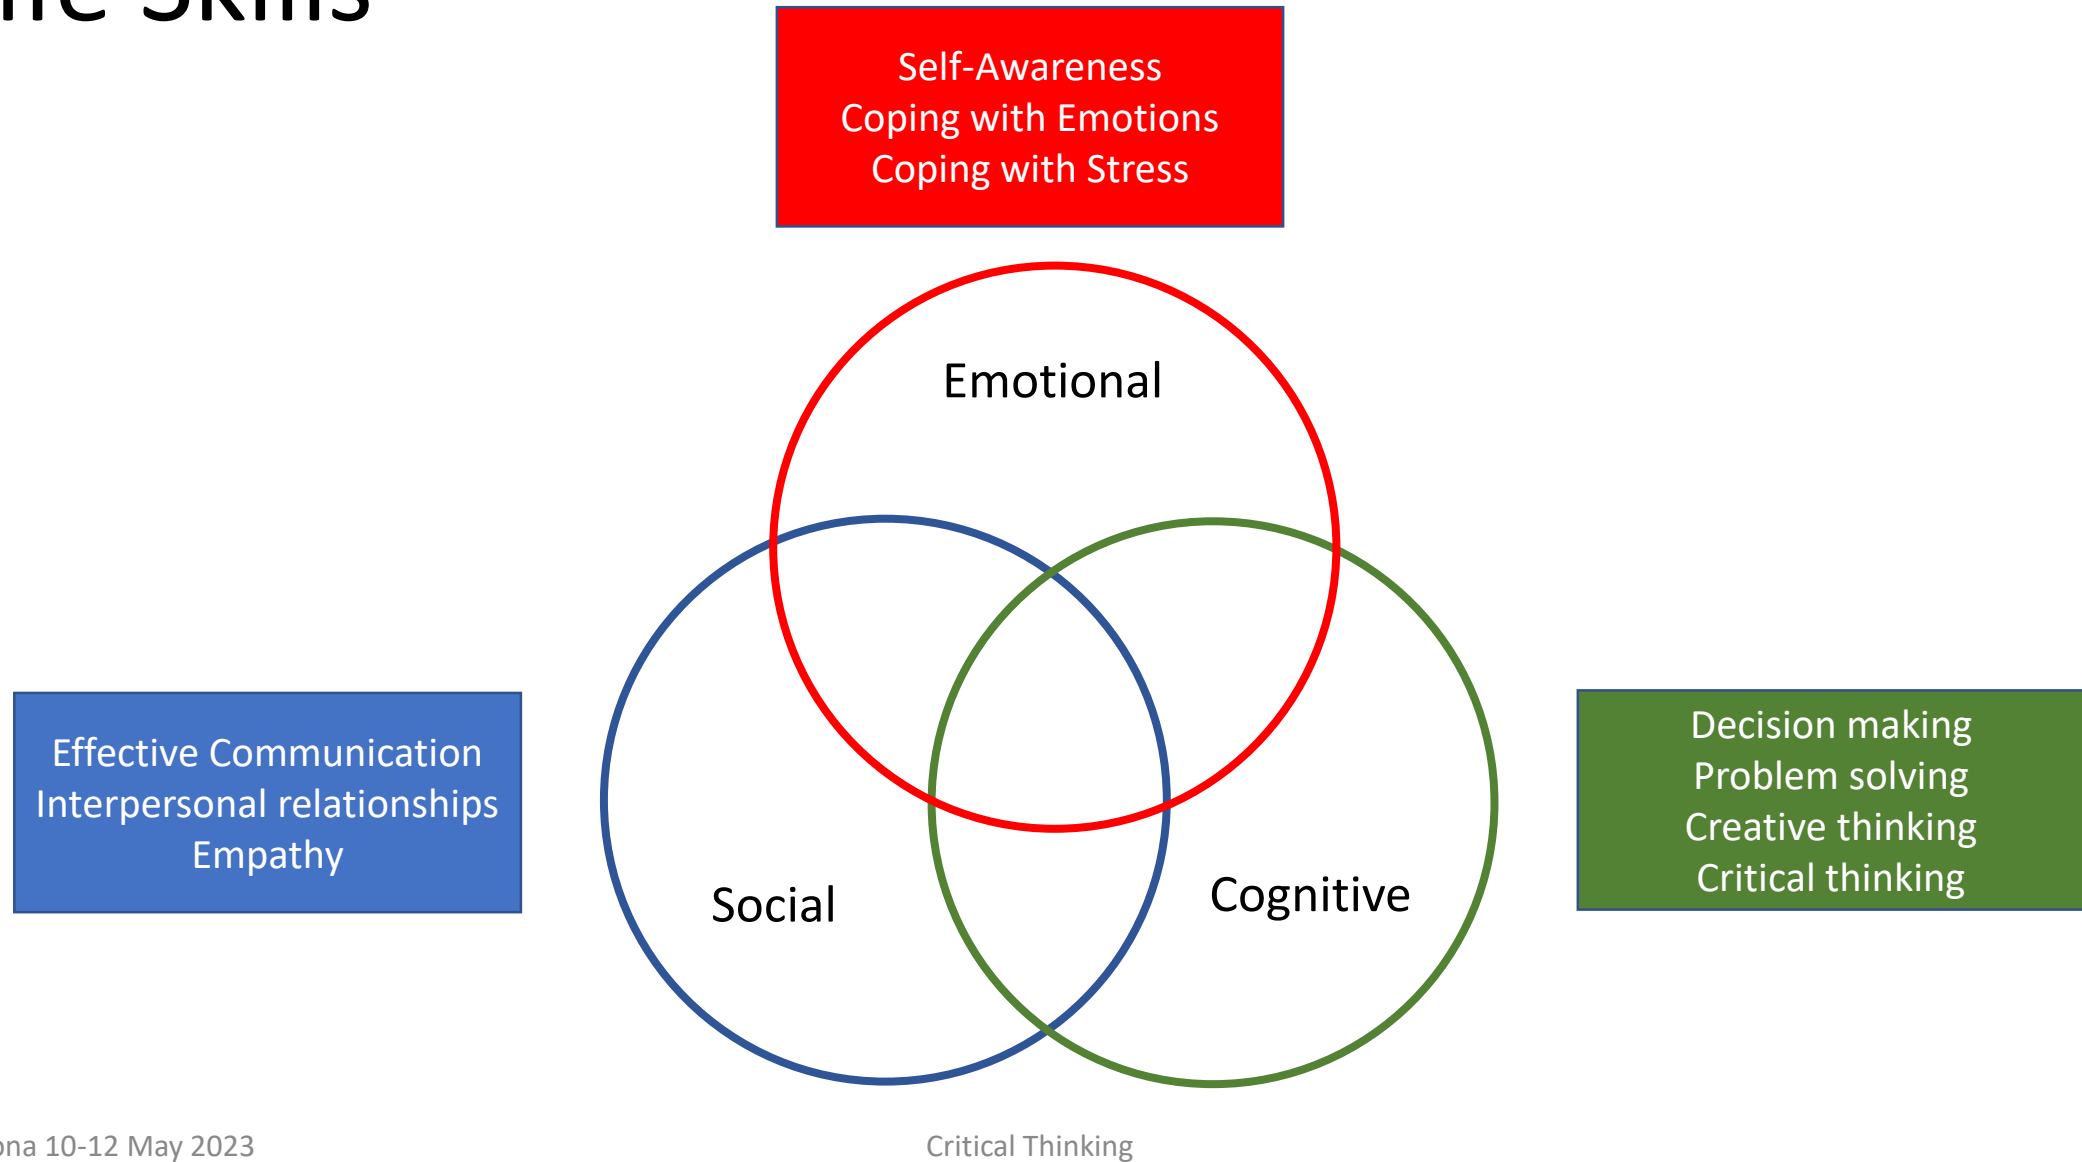 Skills
Self-Awareness
Coping with Emotions
Coping with Stress
Emotional
Effective Communication
Interpersonal relationships
Empathy
Decision making
Problem solving
Creative thinking
Critical thinking
Social
Cognitive
10-12 May 2023
Critical Thinking